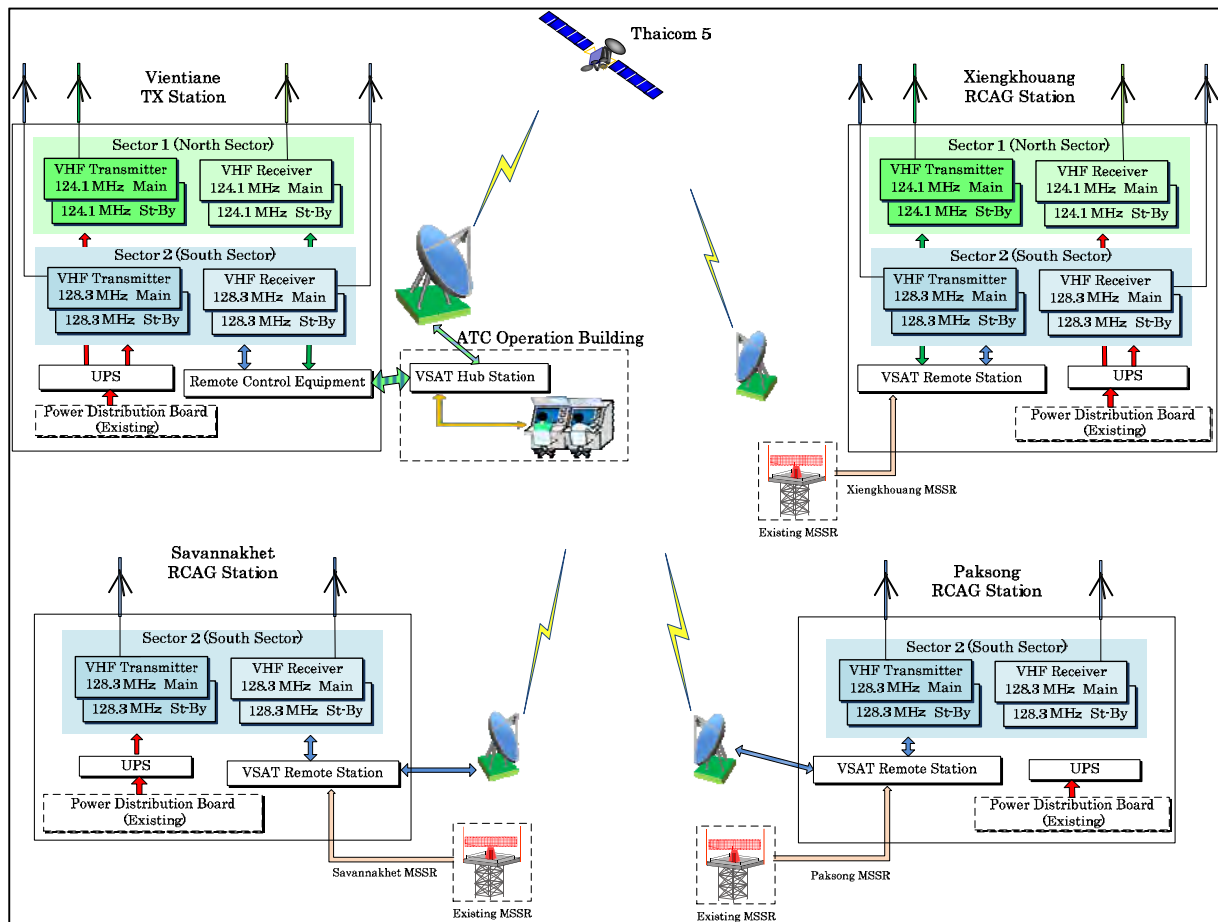 Thaicom 5
Vientiane
TX Station
Sector 1 (North Sector)
VHF Transmitter
124.1 MHz Main
124.1 MHz St-By
VHF Receiver
124.1 MHz Main
124.1 MHz St-By
Sector 2 (South Sector)
VHF Transmitter
128.3 MHz Main
128.3 MHz St-By
VHF Receiver
128.3 MHz Main
128.3 MHz St-By
UPS
Remote Control Equipment
Power Distribution Board
(Existing)
ATC Operation Building
VSAT Hub Station
Xiengkhouang
RCAG Station
Sector 1 (North Sector)
VHF Transmitter
124.1 MHz Main
124.1 MHz St-By
VHF Receiver
124.1 MHz Main
124.1 MHz St-By
Sector 2 (South Sector)
VHF Transmitter
128.3 MHz Main
128.3 MHz St-By
VHF Receiver
128.3 MHz Main
128.3 MHz St-By
VSAT Remote Station
UPS
Power Distribution Board
(Existing)
Xiengkhouang MSSR
Existing MSSR
Savannakhet
RCAG Station
Sector 2 (South Sector)
VHF Transmitter
128.3 MHz Main
128.3 MHz St-By
VHF Receiver
128.3 MHz Main
128.3 MHz St-By
UPS
VSAT Remote Station
Power Distribution Board
(Existing)
Savannakhet MSSR
Existing MSSR
Paksong
RCAG Station
Sector 2 (South Sector)
VHF Transmitter
128.3 MHz Main
128.3 MHz St-By
VHF Receiver
128.3 MHz Main
128.3 MHz St-By
VSAT Remote Station
UPS
Power Distribution Board
(Existing)
Paksong MSSR
Existing MSSR